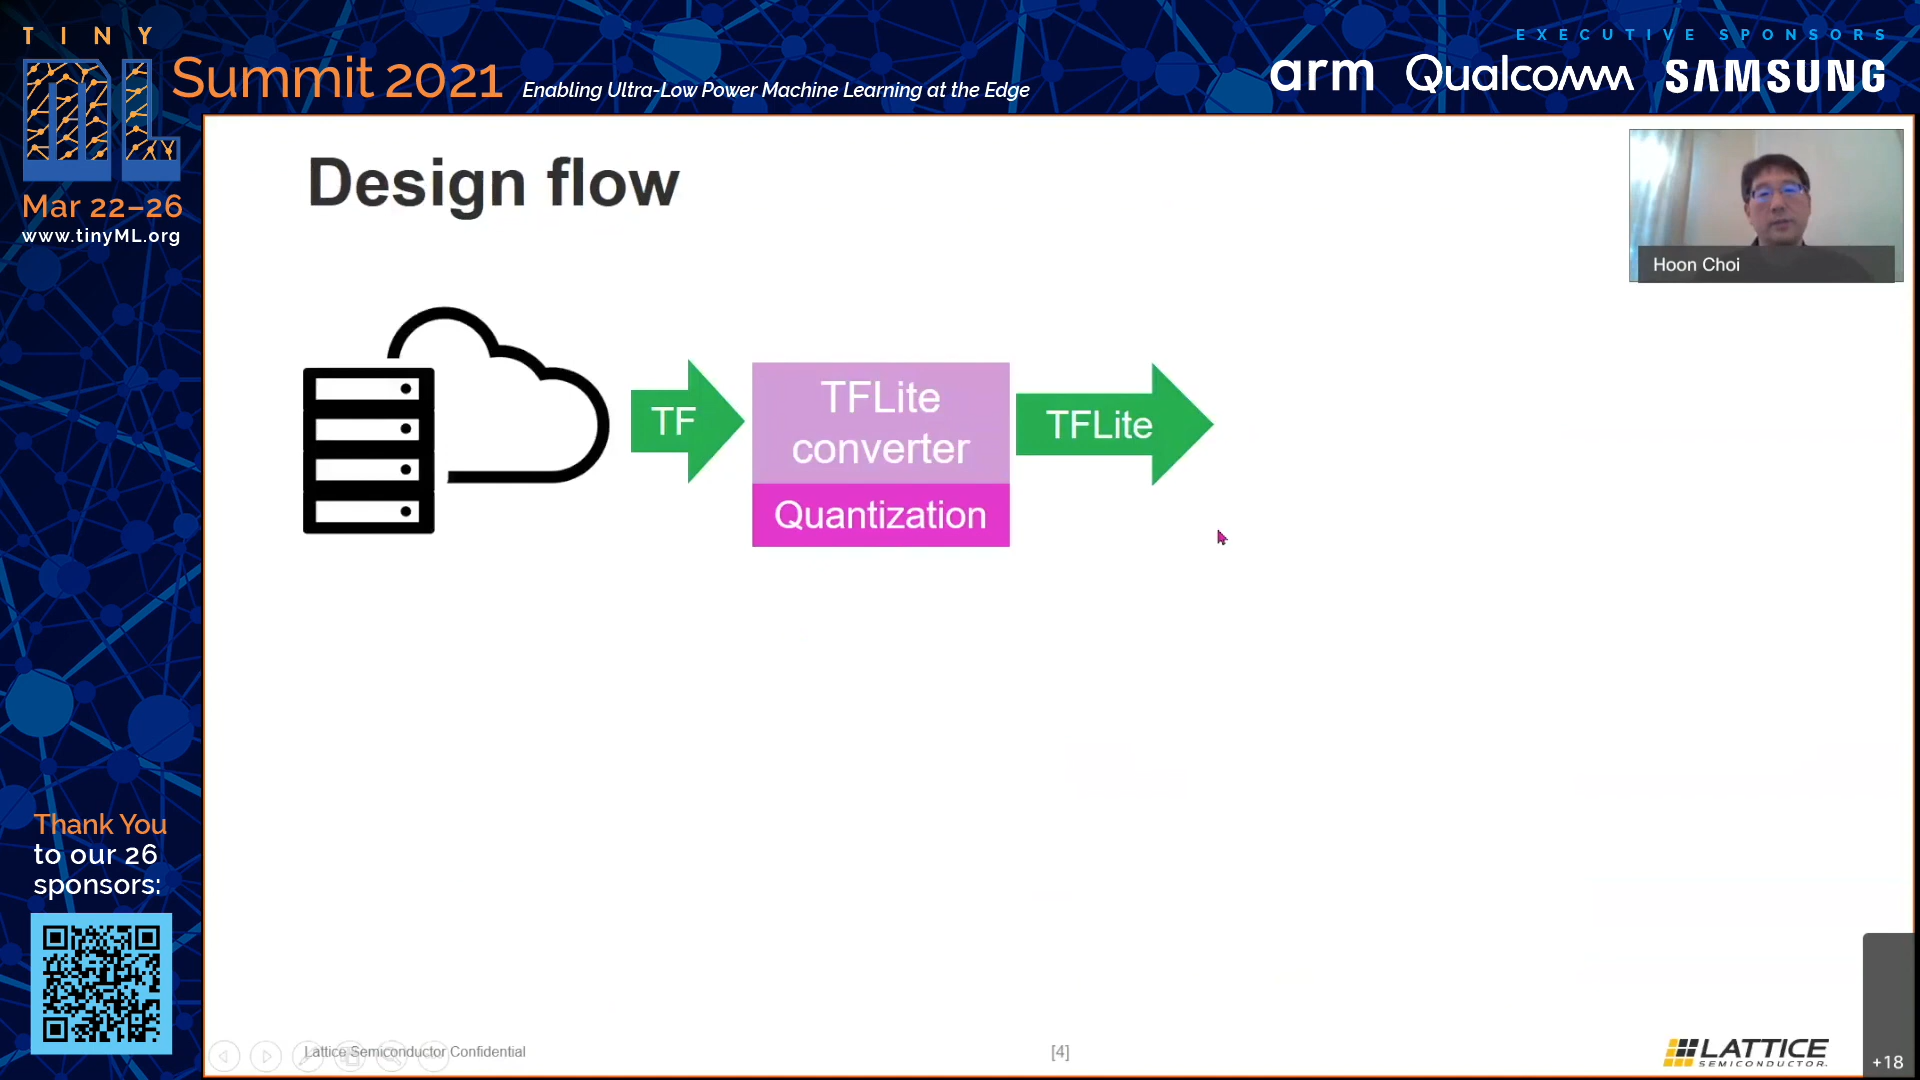 TINY
ML
Summit 2021
Enabling Ultra-Low Power Machine Learning at the Edge
EXECUTIVE SPONSORS
arm Qualcomm SAMSUNG
Mar 22–26
www.tinyML.org
Design flow
Hoon Choi
TF
TFLite
converter
Quantization
TFLite
Thank You
to our 26
sponsors:
Lattice Semiconductor Confidential
[4]
LATTICE
SEMICONDUCTOR
+18